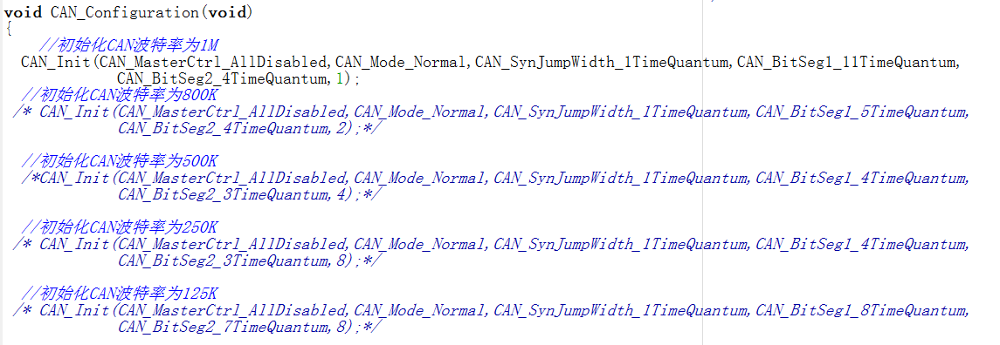 void CAN_Configuration(void)
{
//初始化CAN波特率为1M
CAN_Init(CAN_MasterCtrl_AllDisabled,CAN_Mode_Normal,CAN_SynJumpWidth_1TimeQuantum,CAN_BitSeg1_11TimeQuantum,
CAN_BitSeg2_4TimeQuantum,1);
//初始化CAN波特率为800K
/* CAN_Init(CAN_MasterCtrl_AllDisabled,CAN_Mode_Normal,CAN_SynJumpWidth_1TimeQuantum,CAN_BitSeg1_5TimeQuantum,
CAN_BitSeg2_4TimeQuantum,2);*/
//初始化CAN波特率为500K
/*CAN_Init(CAN_MasterCtrl_AllDisabled,CAN_Mode_Normal,CAN_SynJumpWidth_1TimeQuantum,CAN_BitSeg1_4TimeQuantum,
CAN_BitSeg2_3TimeQuantum,4);*/
//初始化CAN波特率为250K
/* CAN_Init(CAN_MasterCtrl_AllDisabled,CAN_Mode_Normal,CAN_SynJumpWidth_1TimeQuantum,CAN_BitSeg1_4TimeQuantum,
CAN_BitSeg2_3TimeQuantum,8);*/
//初始化CAN波特率为125K
/* CAN_Init(CAN_MasterCtrl_AllDisabled,CAN_Mode_Normal,CAN_SynJumpWidth_1TimeQuantum,CAN_BitSeg1_8TimeQuantum,
CAN_BitSeg2_7TimeQuantum,8);*/